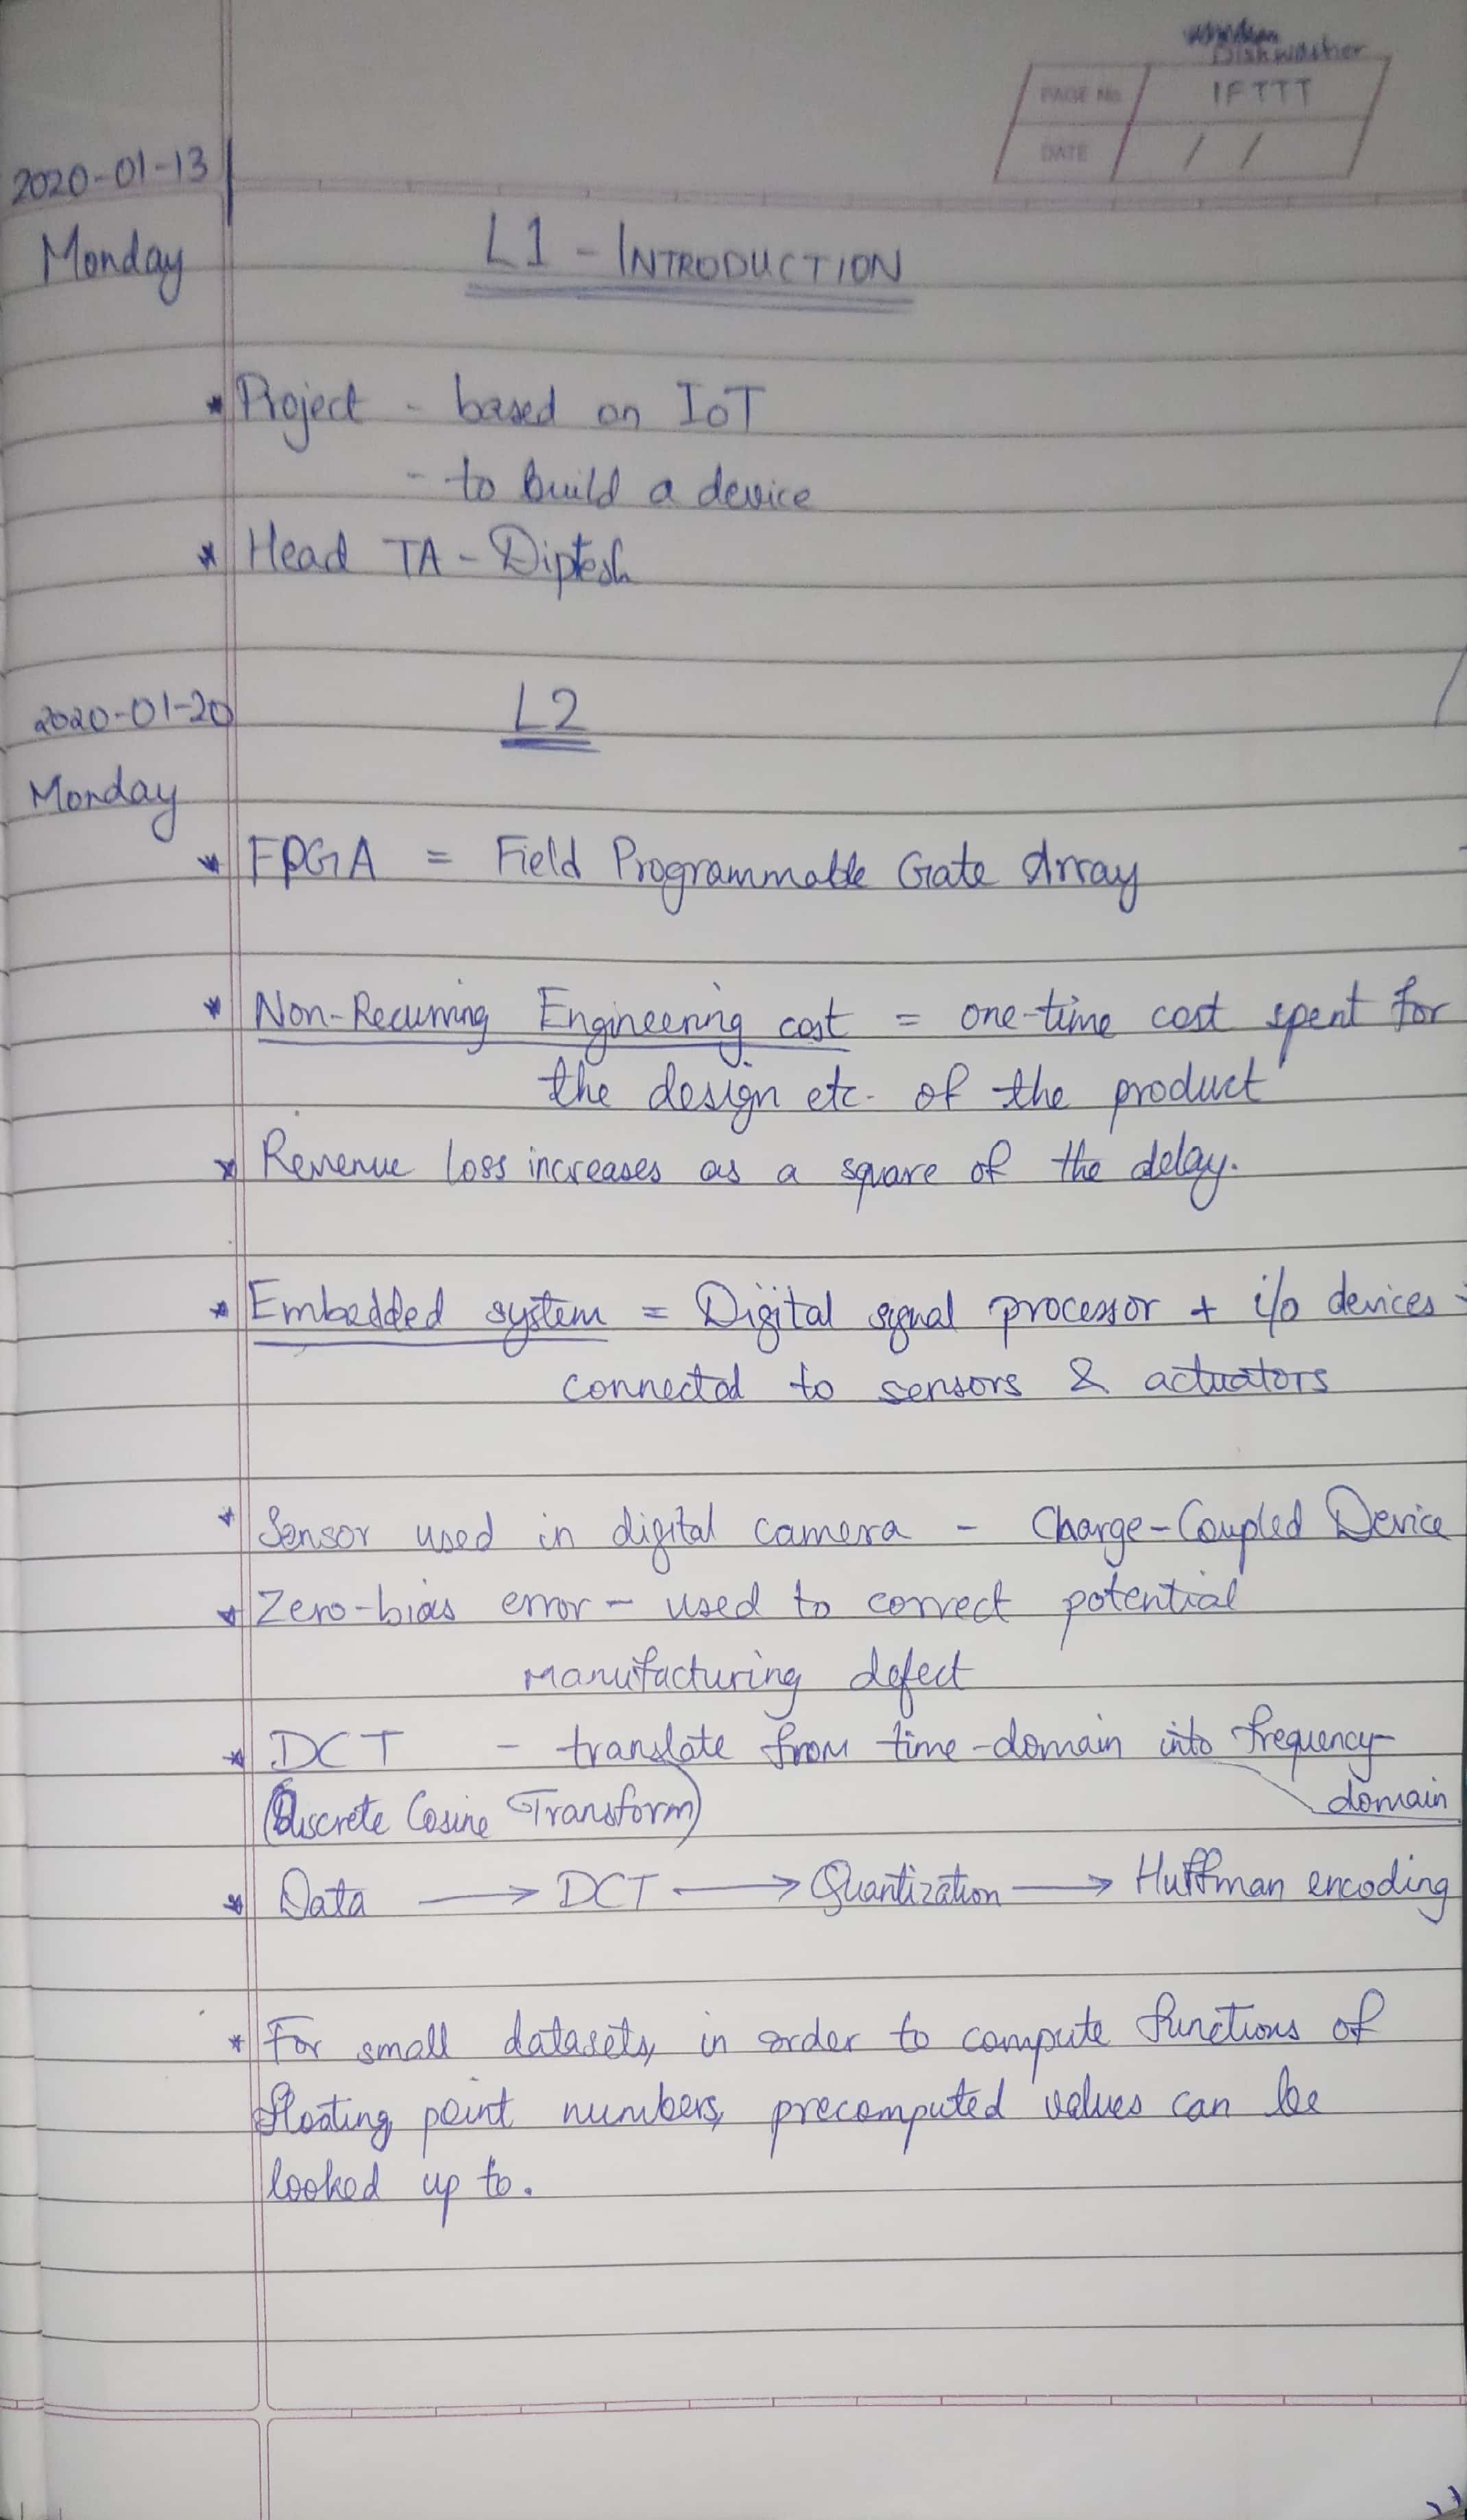 Dishwasher
PAGE No. IFTTT
DATE / /
2020-01-13
Monday
L1 - INTRODUCTION
* Project - based on IoT
- to build a device
* Head TA - Diptesh
2020-01-20
L2
Monday
* FPGA = Field Programmable Gate Array
* Non-Recurring Engineering cost = one-time cost spent for
the design etc. of the product
* Revenue loss increases as a square of the delay.
* Embedded system = Digital signal processor + i/o devices
connected to sensors & actuators
* Sensor used in digital camera - Charge-Coupled Device
* Zero-bias error - used to correct potential
manufacturing defect
* DCT - translate from time-domain into frequency-
(Discrete Cosine Transform) domain
* Data → DCT → Quantization → Huffman encoding
* For small datasets, in order to compute functions of
floating point numbers, precomputed values can be
looked up to.